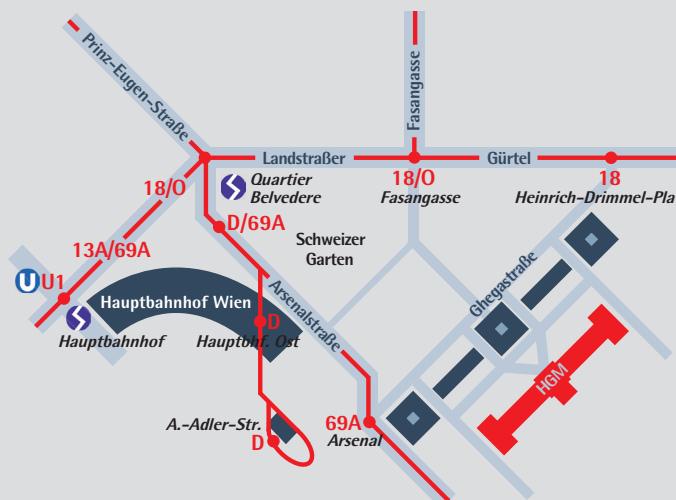 Prinz-Eugen-Straße
Fasangasse
Landstraßer
Gürtel
18/O
Quartier
Belvedere
18/O
Fasangasse
18
Heinrich-Drimmel-Pla
D/69A
13A/69A
Schweizer
Garten
U U1
Hauptbahnhof Wien
Arsenalstraße
Ghegastraße
Hauptbahnhof
D
Hauptbhf. Ost
HGM
A.-Adler-Str.
D
69A
Arsenal